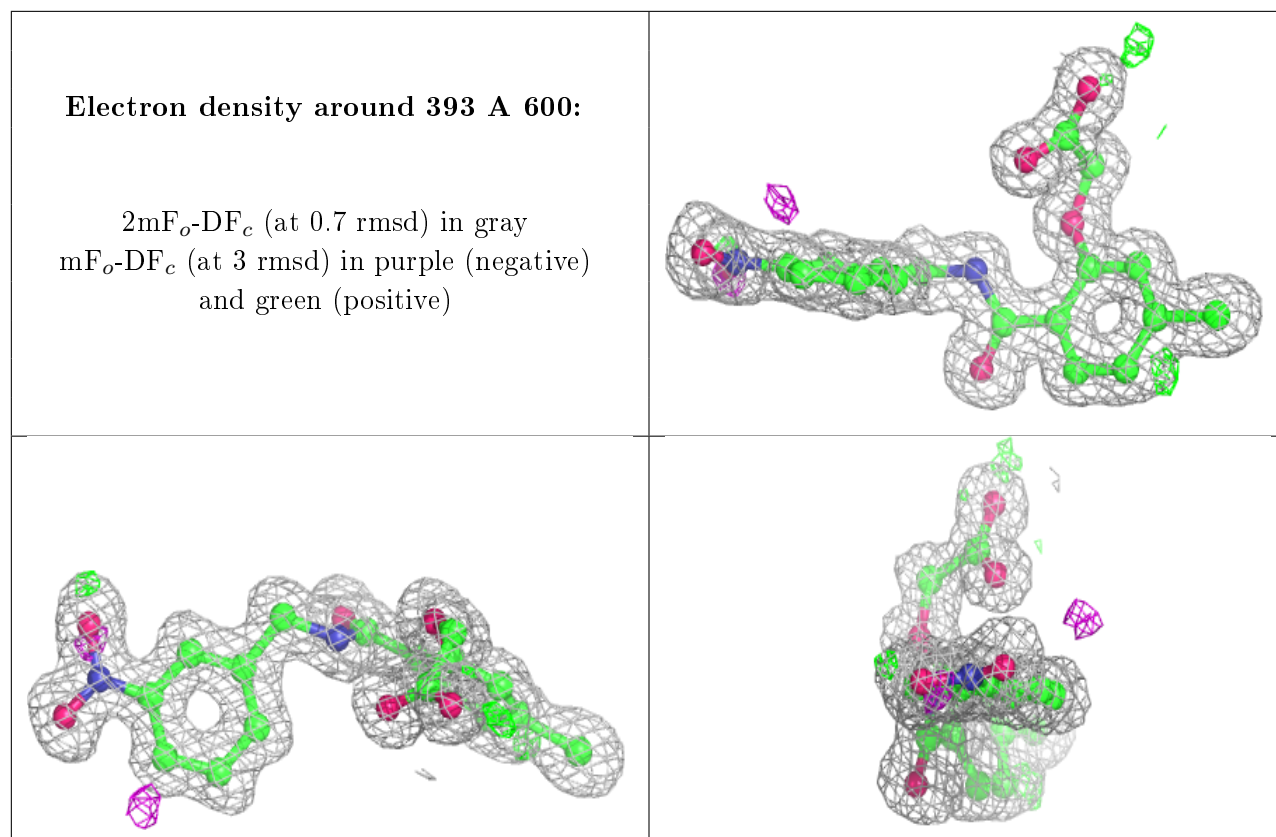 Electron density around 393 A 600:
2mFo-DFc (at 0.7 rmsd) in gray
mFo-DFc (at 3 rmsd) in purple (negative)
and green (positive)